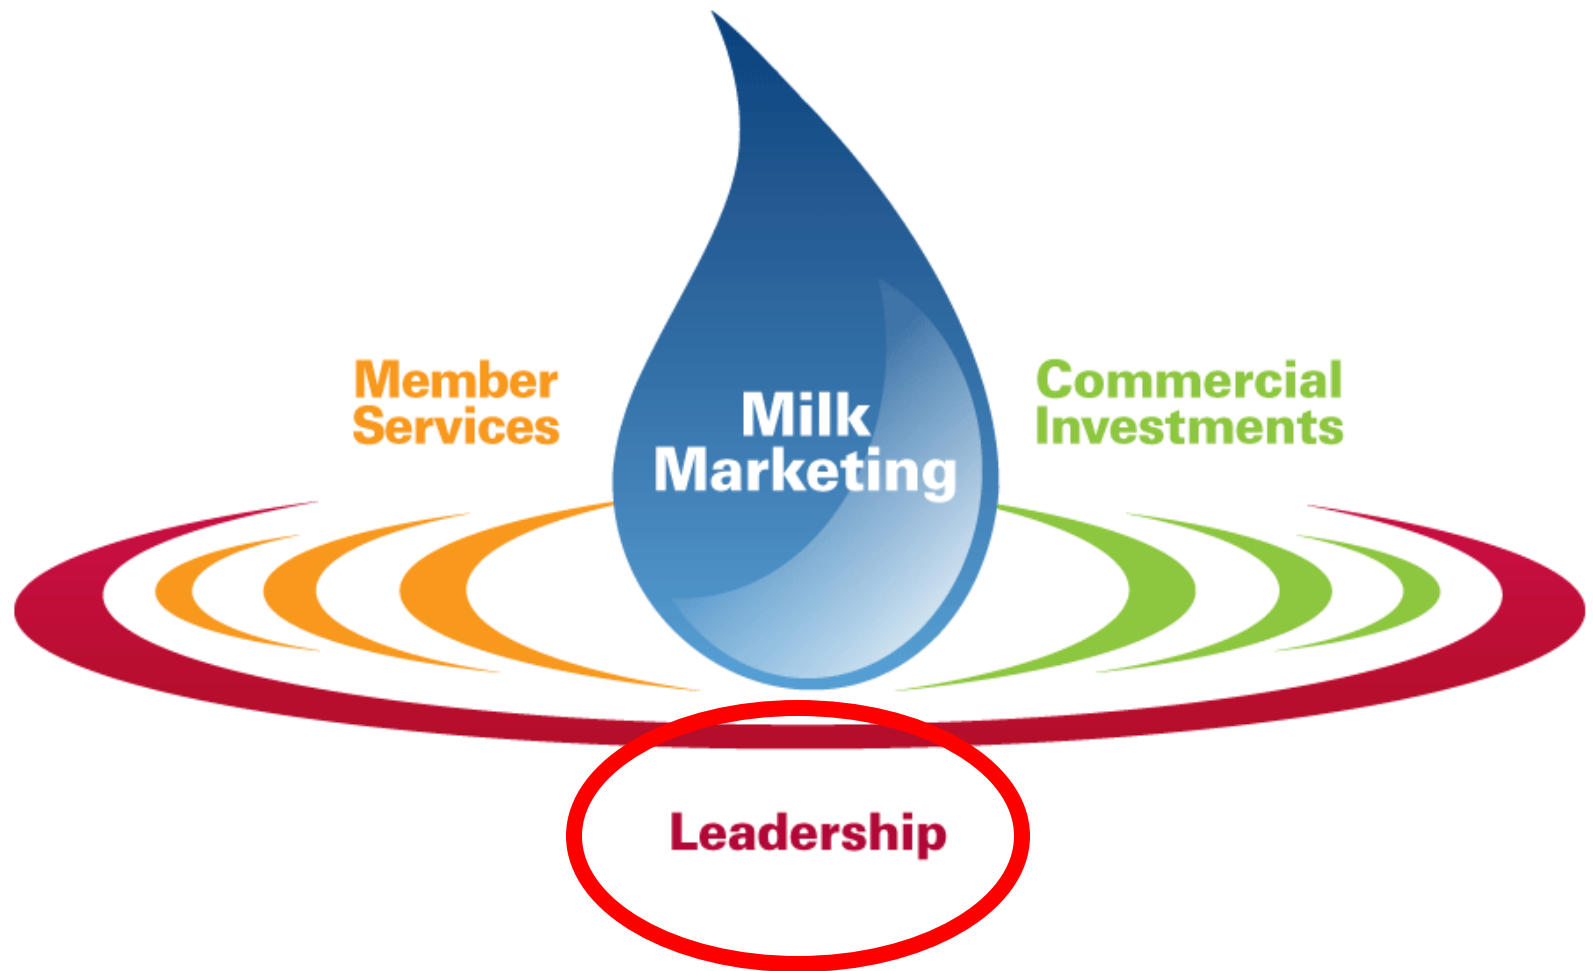 Member
Services
Milk
Marketing
Commercial
Investments
Leadership